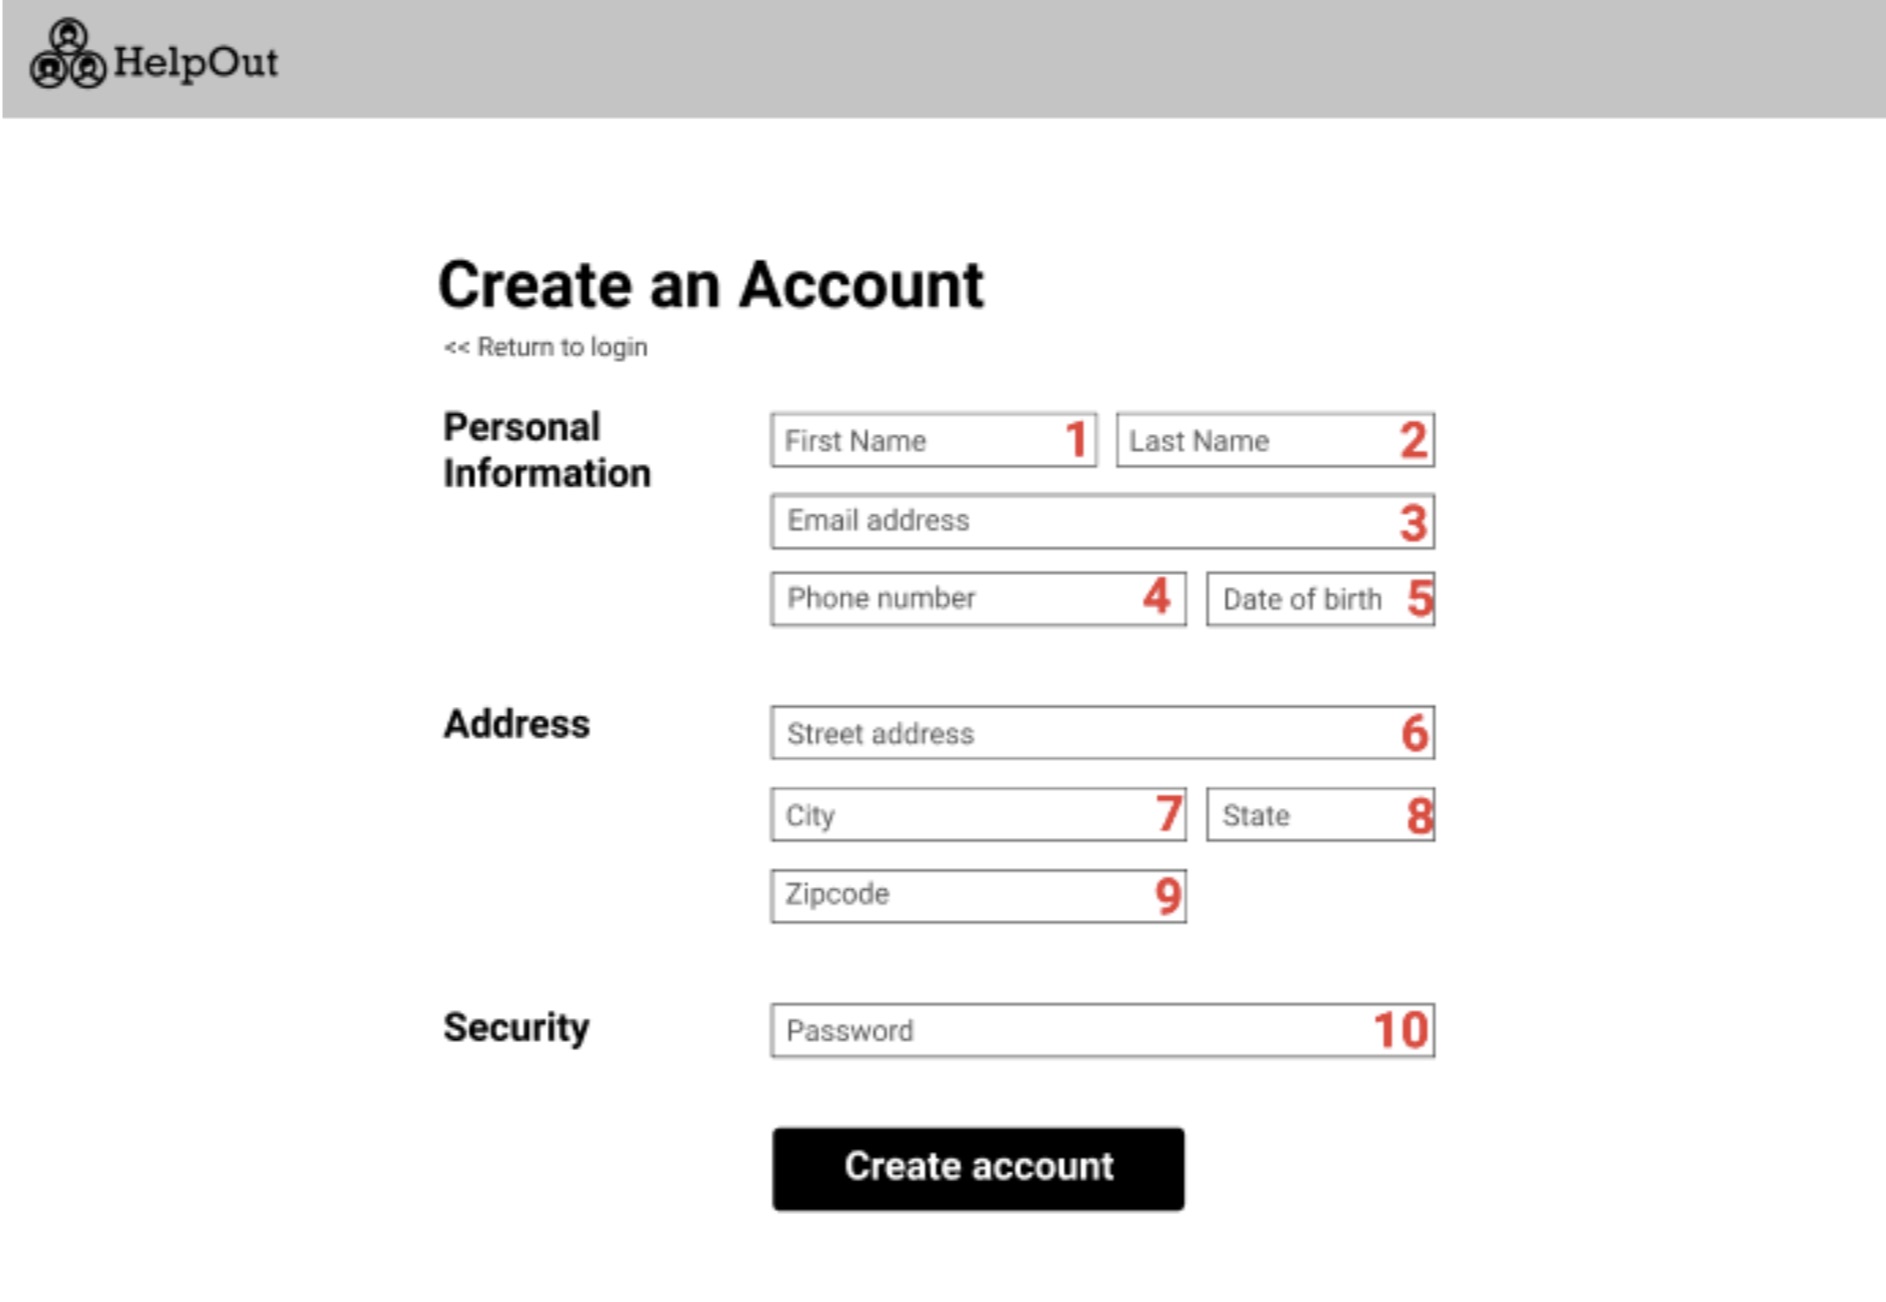 HelpOut
Create an Account
<< Return to login
Personal
Information
First Name 1 Last Name 2
Email address 3
Phone number 4 Date of birth 5
Address
Street address 6
City 7 State 8
Zipcode 9
Security
Password 10
Create account